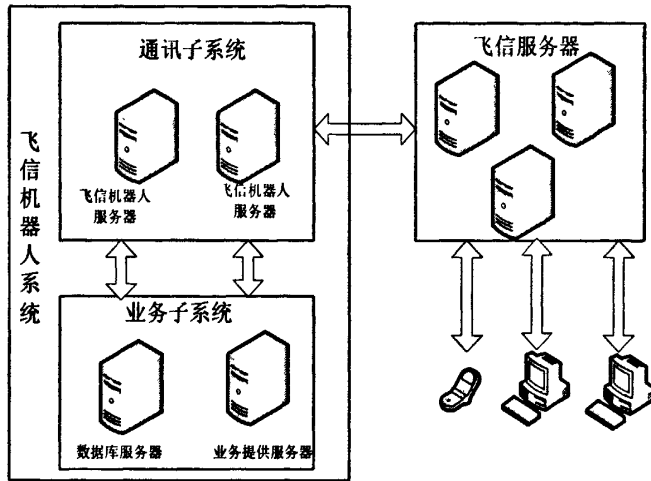 通讯子系统
飞信机器人
服务器
飞信机器人
服务器
飞信机器人系统
业务子系统
数据库服务器
业务提供服务器
飞信服务器